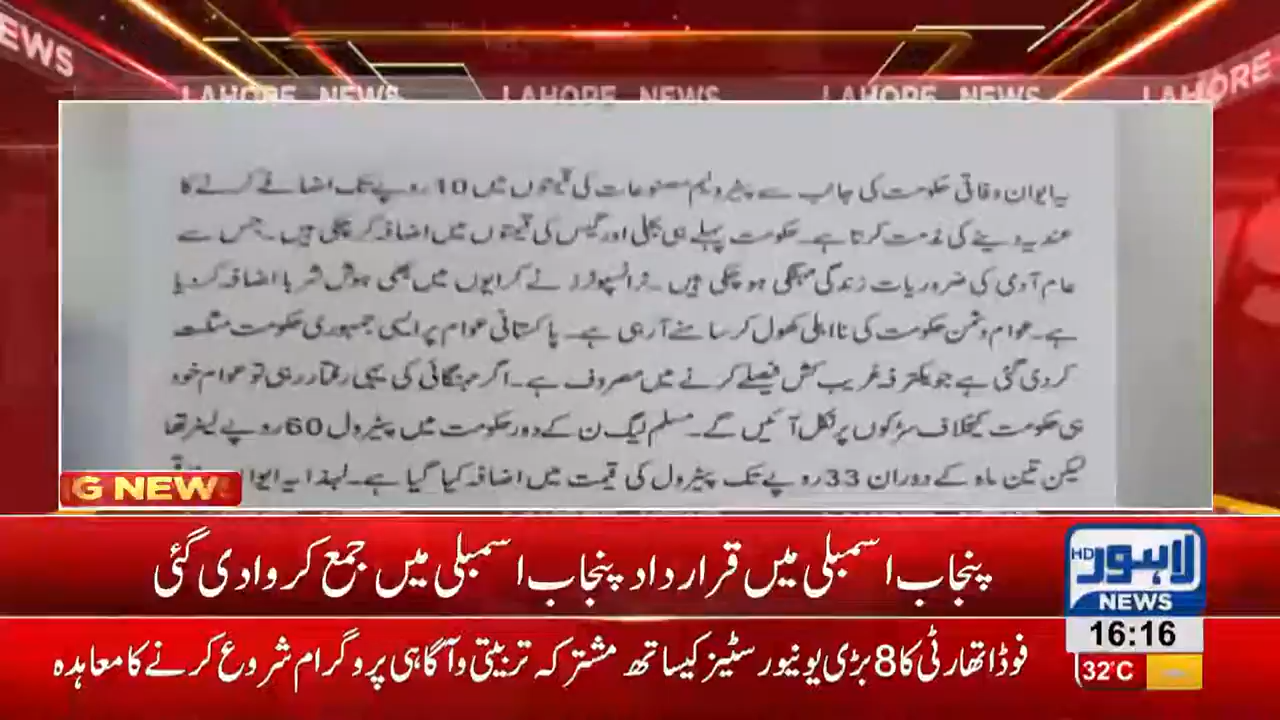 NEWS
LAHORE NEWS LAHORE NEWS LAHORE NEWS LAHORE
یہ ایوان وفاقی حکومت کی جانب سے پیٹرولیم مصنوعات کی قیمتوں میں 10 روپے تک اضافے کرنے کا
عندیہ دینے کی مذمت کرتا ہے۔ حکومت پہلے ہی بجلی اور گیس کی قیمتوں میں اضافہ کر چکی ہیں۔ جس سے
عام آدمی کی ضروریات زندگی مہنگی ہو چکی ہیں۔ ٹرانسپورٹرز نے کرایوں میں بھی ہوش شربا اضافہ کر دیا
ہے۔ عوام دشمن حکومت کی نااہلی کھول کر سامنے آ رہی ہے۔ پاکستانی عوام پر ایسی جمہوری حکومت مسلت
کر دی گئی ہے جو یکترفہ غریب کش فیصلے کرنے میں مصروف ہے۔ اگر مہنگائی کی یہی رفتار رہی تو عوام خود
ہی حکومت کیخلاف سڑکوں پر نکل آئیں گے۔ مسلم لیگ ن کے دور حکومت میں پیٹرول 60 روپے لیٹر تھا
لیکن تین ماہ کے دوران 33 روپے تک پیٹرول کی قیمت میں اضافہ کیا گیا ہے۔ لہذا یہ ایوا
G NEWS
پنجاب اسمبلی میں قرارداد پنجاب اسمبلی میں جمع کروا دی گئی
HD لاہور
NEWS
16:16
فوڈ اتھارٹی کا 8 بڑی یونیورسٹیز کیساتھ مشترکہ تربیتی و آگاہی پروگرام شروع کرنے کا معاہدہ
32°C